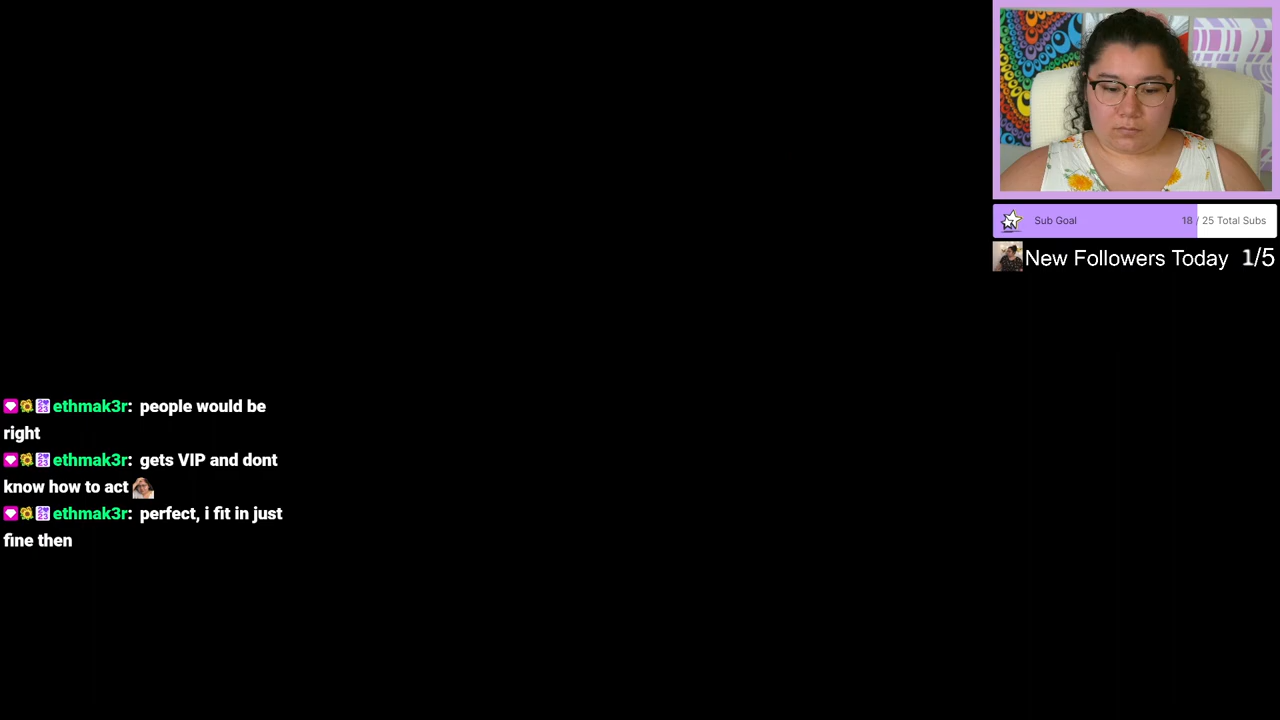 Sub Goal 18 / 25 Total Subs
New Followers Today 1/5
ethmak3r: people would be
right
ethmak3r: gets VIP and dont
know how to act
ethmak3r: perfect, i fit in just
fine then